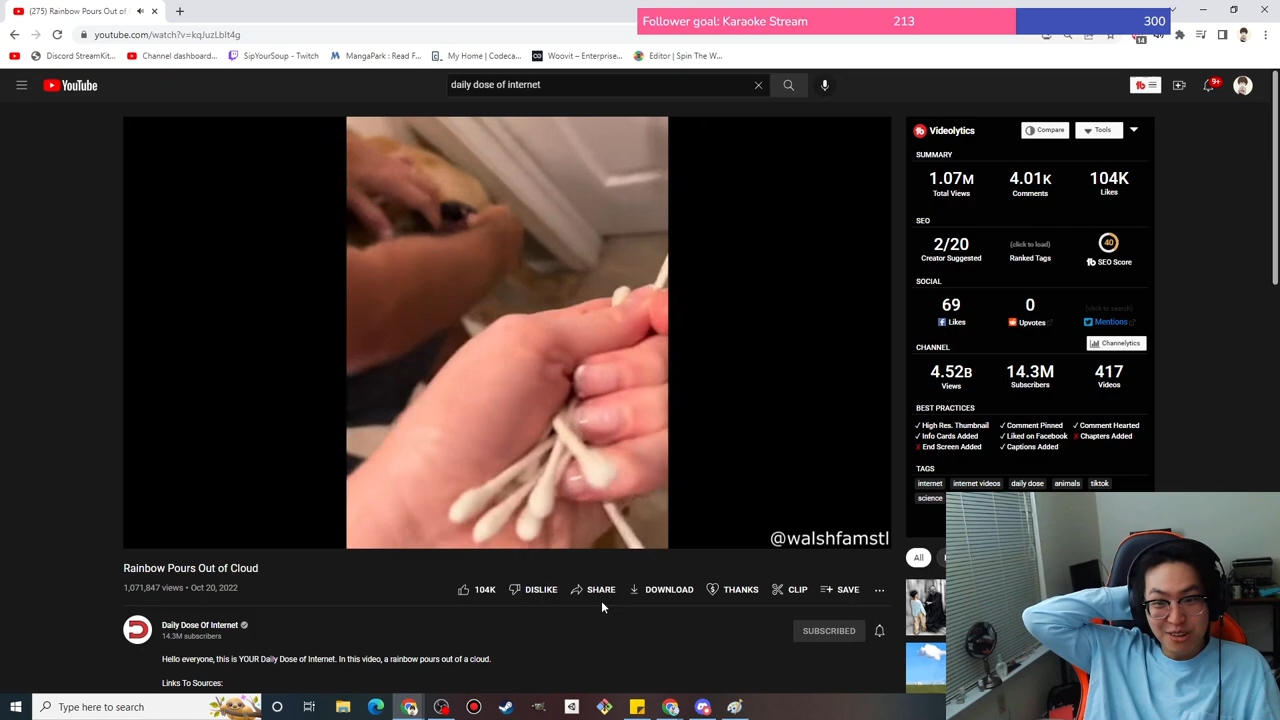 (275) Rainbow Pours Out of
Follower goal: Karaoke Stream 213 300
youtube.com/watch?v=kqJuzLbIt4g
14
Discord StreamKit...
Channel dashboard...
SipYourSoup - Twitch
MangaPark : Read F...
My Home | Codeca...
Woovit – Enterprise...
Editor | Spin The W...
YouTube
daily dose of internet
9+
@walshfamstl
Rainbow Pours Out of Cloud
1,071,847 views • Oct 20, 2022
104K
DISLIKE
SHARE
DOWNLOAD
THANKS
CLIP
SAVE
Daily Dose Of Internet
14.3M subscribers
SUBSCRIBED
Hello everyone, this is YOUR Daily Dose of Internet. In this video, a rainbow pours out of a cloud.
Links To Sources:
Videolytics
Compare
Tools
SUMMARY
1.07M 4.01K 104K
Total Views Comments Likes
SEO
2/20 (click to load) 40
Creator Suggested Ranked Tags SEO Score
SOCIAL
69 0 (click to search)
Likes Upvotes Mentions
CHANNEL
Channelytics
4.52B 14.3M 417
Views Subscribers Videos
BEST PRACTICES
✓ High Res. Thumbnail ✓ Comment Pinned ✓ Comment Hearted
✓ Info Cards Added ✓ Liked on Facebook x Chapters Added
x End Screen Added ✓ Captions Added
TAGS
internet internet videos daily dose animals tiktok
science
All
Type here to search